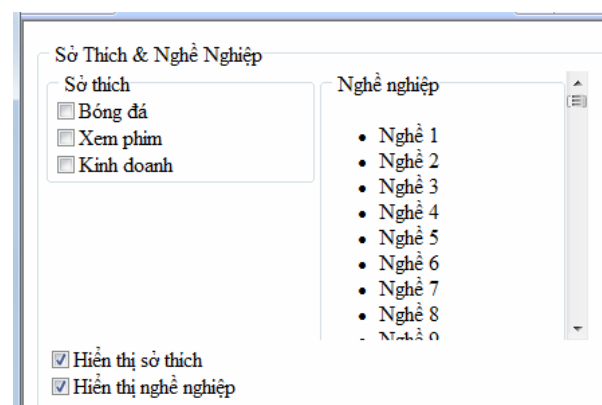 Sở Thích & Nghề Nghiệp
Sở thích
Bóng đá
Xem phim
Kinh doanh
Nghề nghiệp
Nghề 1
Nghề 2
Nghề 3
Nghề 4
Nghề 5
Nghề 6
Nghề 7
Nghề 8
Nghề 9
Hiển thị sở thích
Hiển thị nghề nghiệp